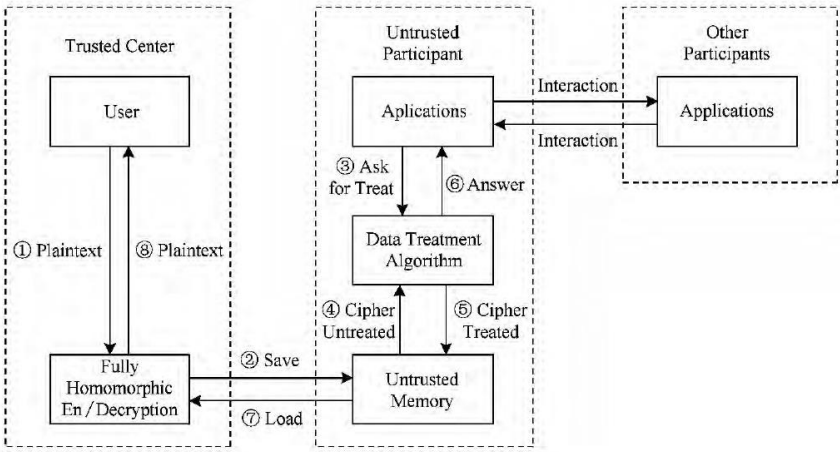 Trusted Center
User
① Plaintext
⑧ Plaintext
Fully
Homomorphic
En/Decryption
② Save
⑦ Load
Untrusted
Participant
Aplications
③ Ask
for Treat
⑥ Answer
Data Treatment
Algorithm
④ Cipher
Untreated
⑤ Cipher
Treated
Untrusted
Memory
Interaction
Interaction
Other
Participants
Applications